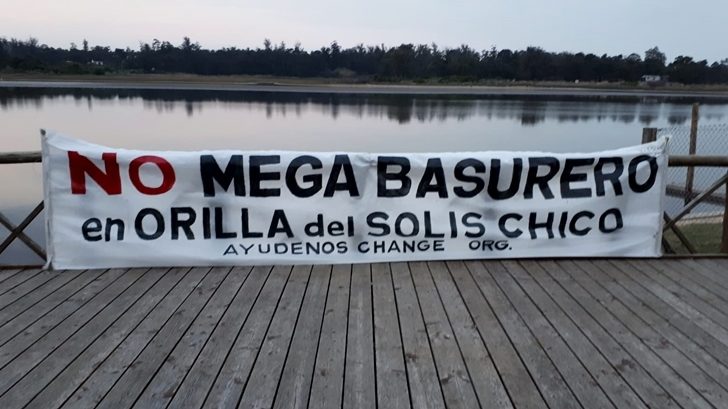 NO MEGA BASURERO
en ORILLA del SOLIS CHICO
AYUDENOS CHANGE ORG.